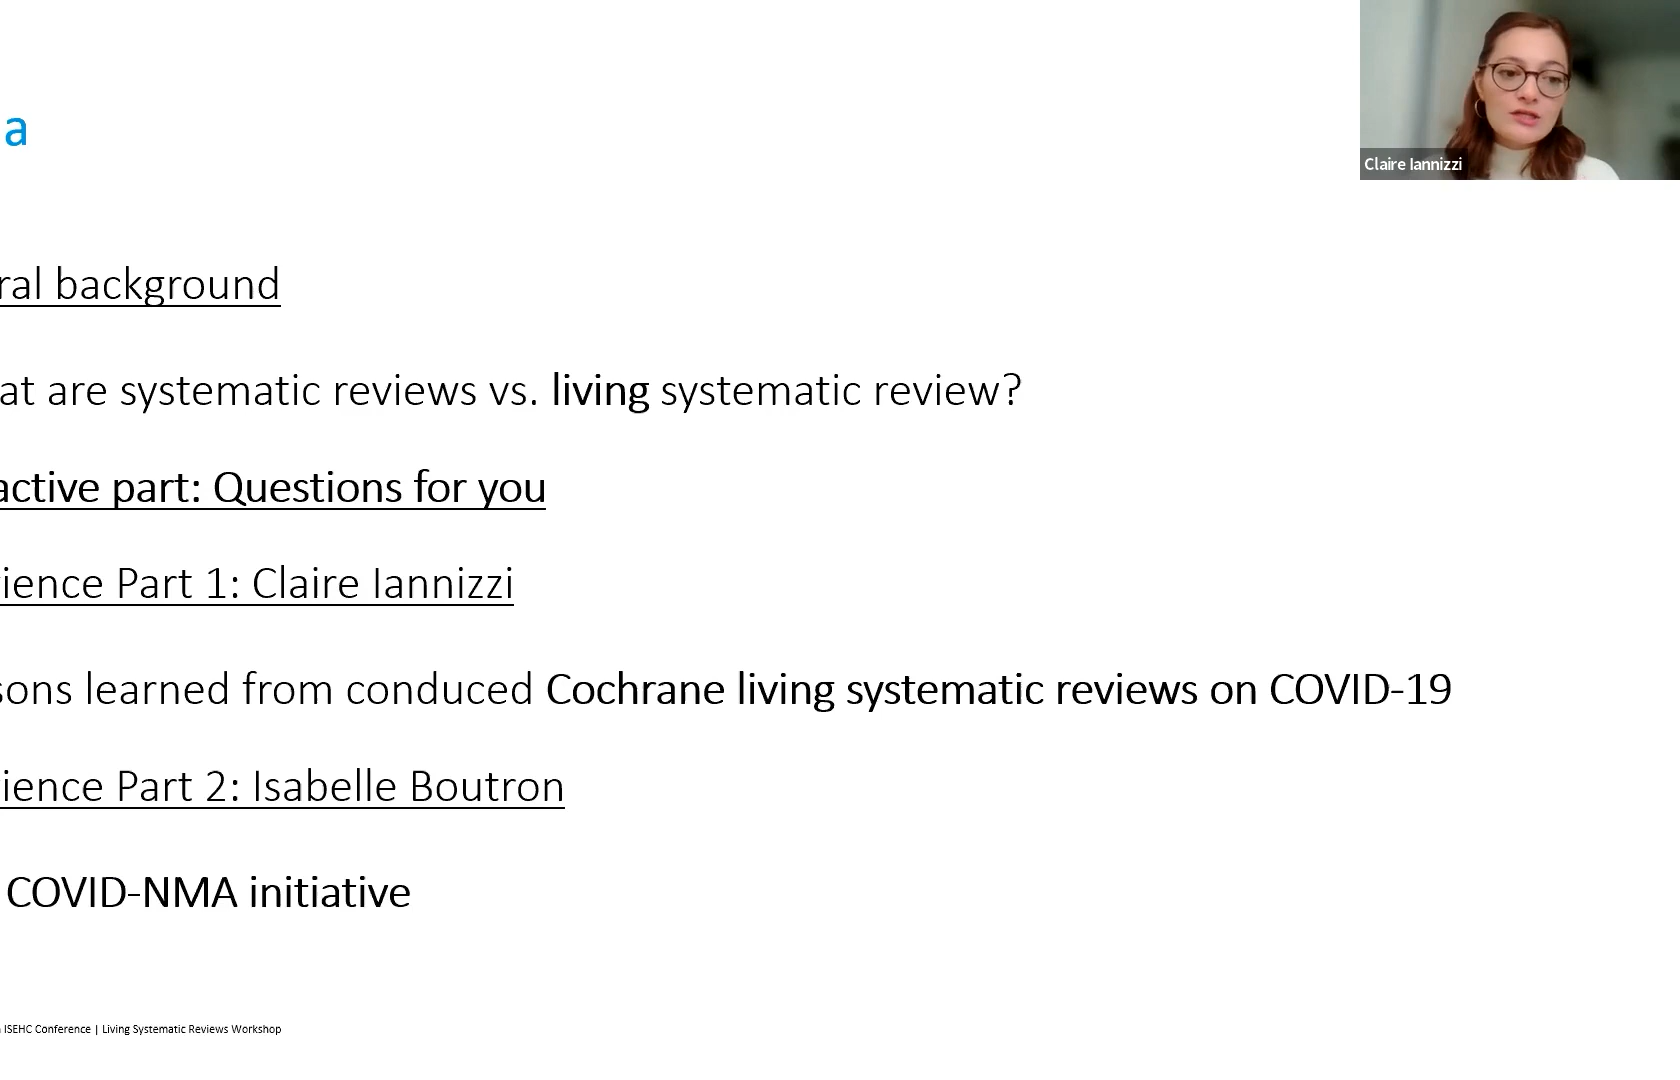 a
Claire Iannizzi
ral background
at are systematic reviews vs. living systematic review?
active part: Questions for you
ience Part 1: Claire Iannizzi
sons learned from conduced Cochrane living systematic reviews on COVID-19
ience Part 2: Isabelle Boutron
COVID-NMA initiative
ISEHC Conference | Living Systematic Reviews Workshop